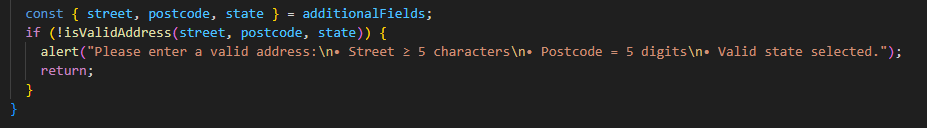 const { street, postcode, state } = additionalFields;
if (!isValidAddress(street, postcode, state)) {
alert("Please enter a valid address:\n• Street ≥ 5 characters\n• Postcode = 5 digits\n• Valid state selected.");
return;
}
}